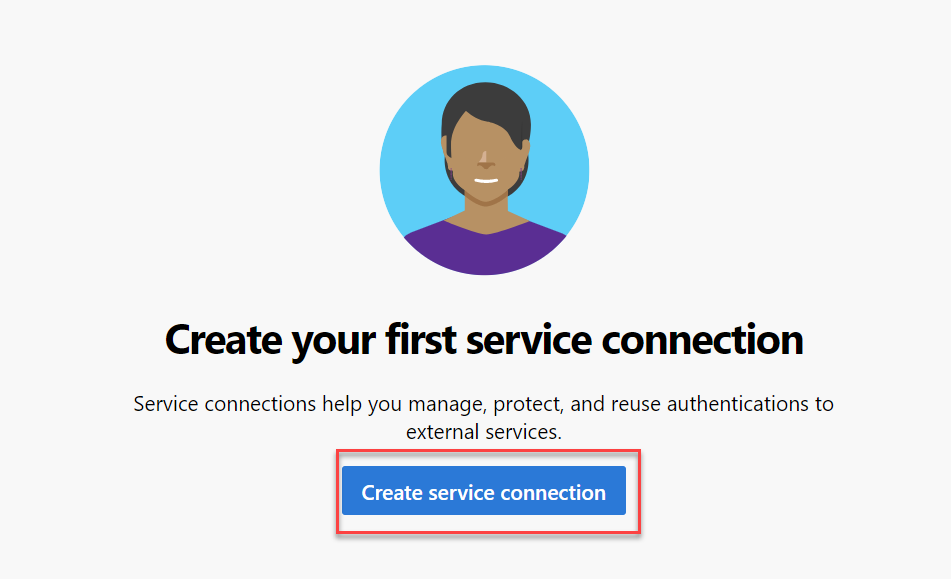 Create your first service connection
Service connections help you manage, protect, and reuse authentications to
external services.
Create service connection